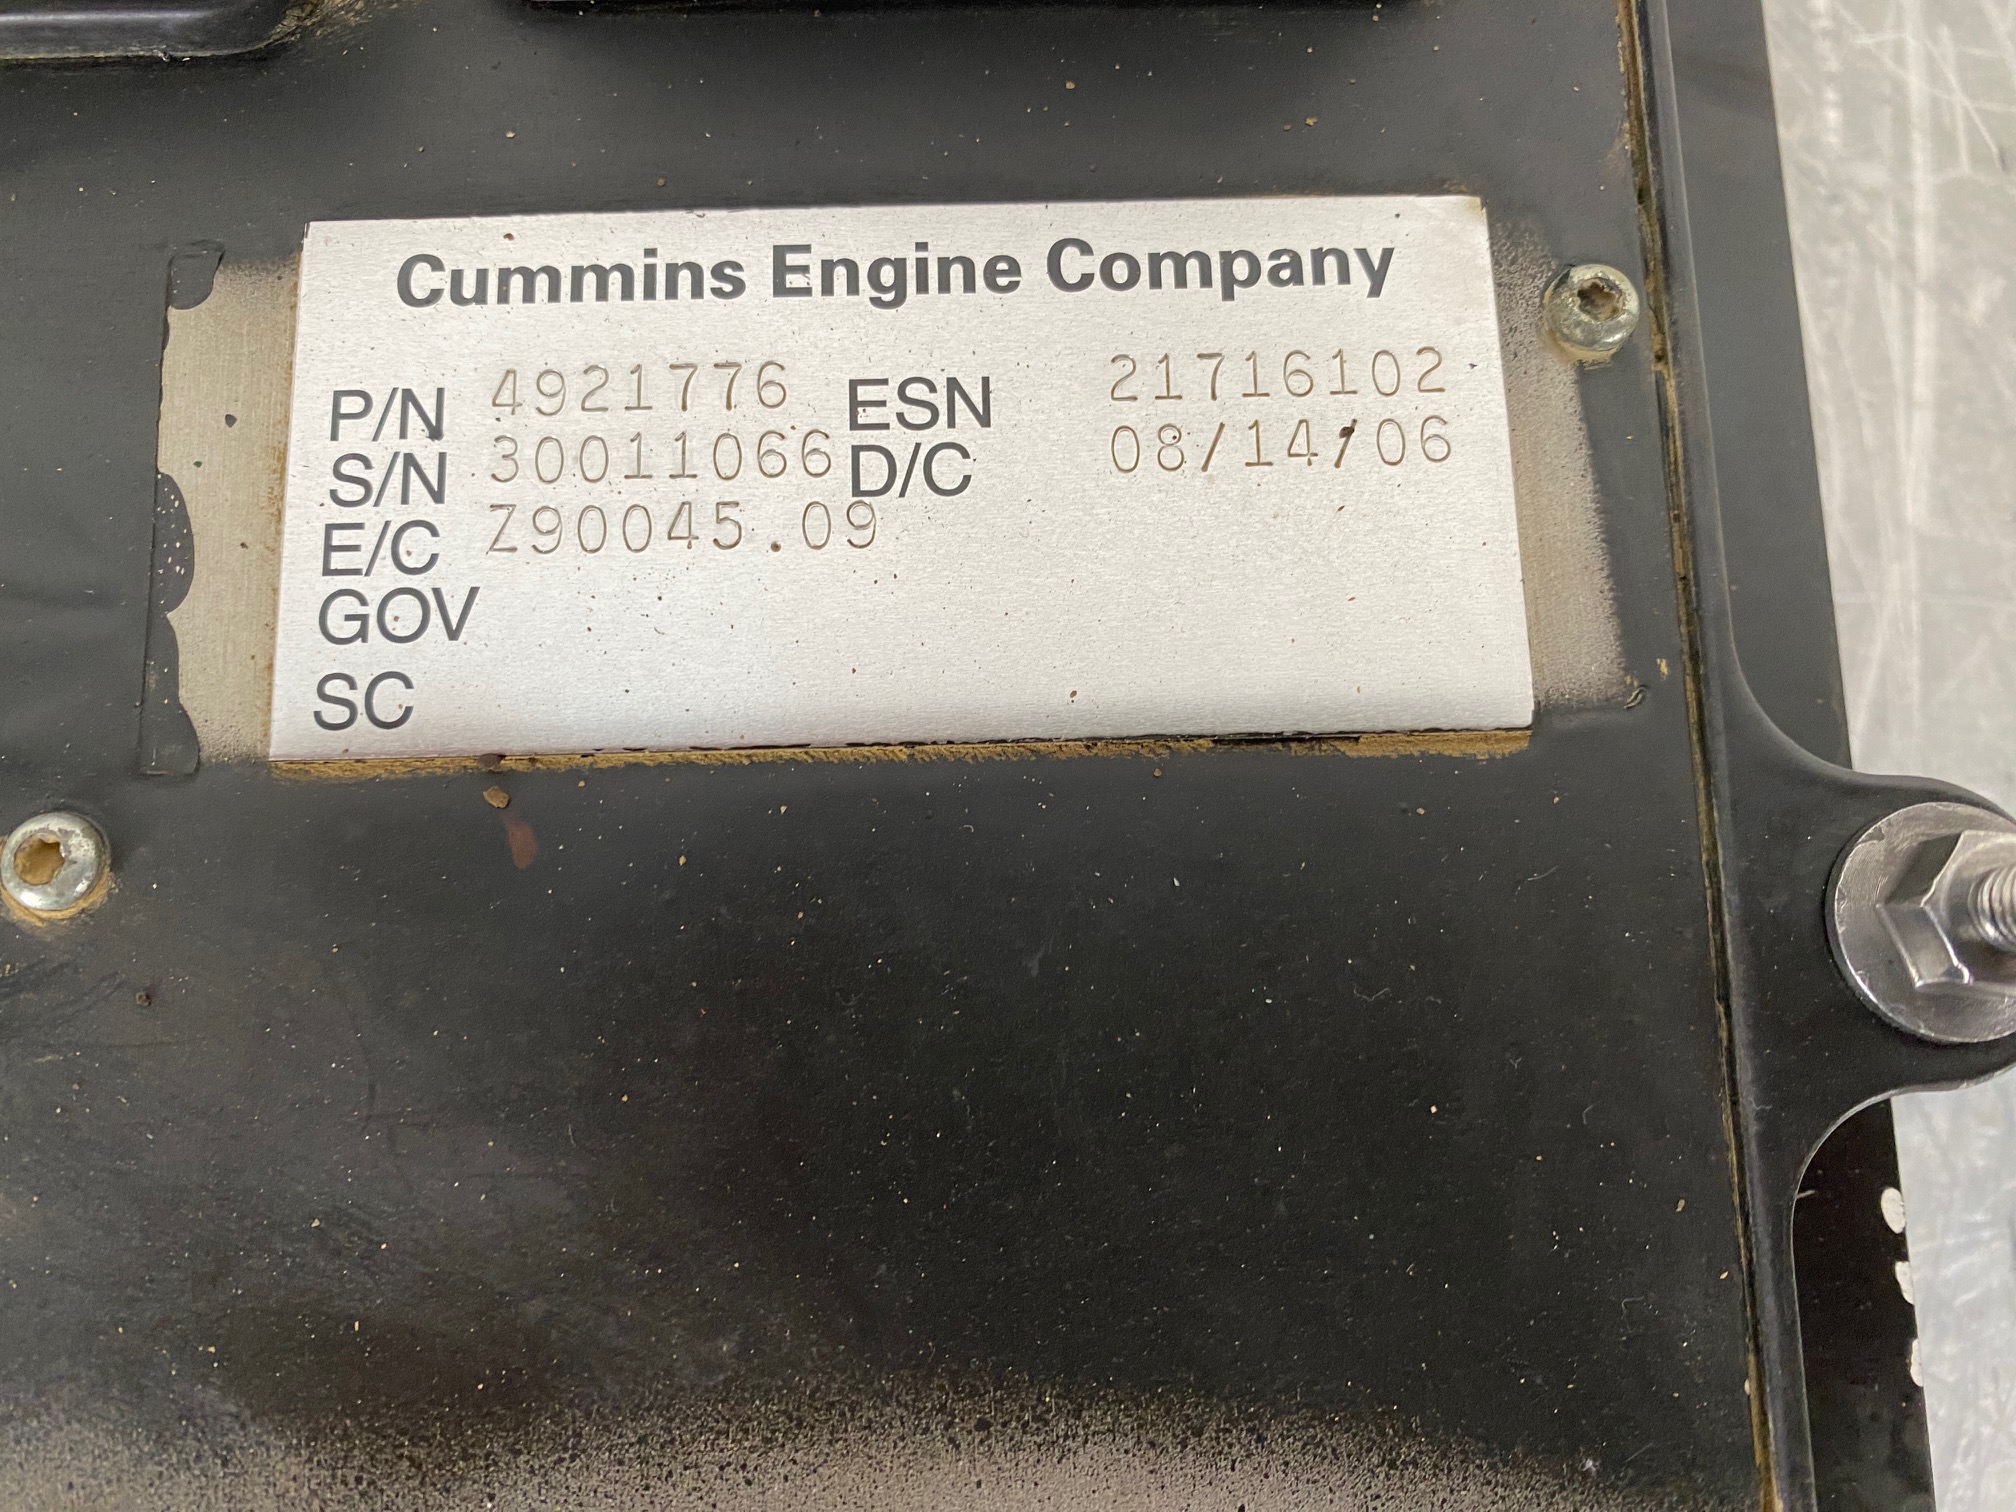 Cummins Engine Company
P/N 4921776 ESN 21716102
S/N 30011066 D/C 08/14/06
E/C Z90045.09
GOV
SC